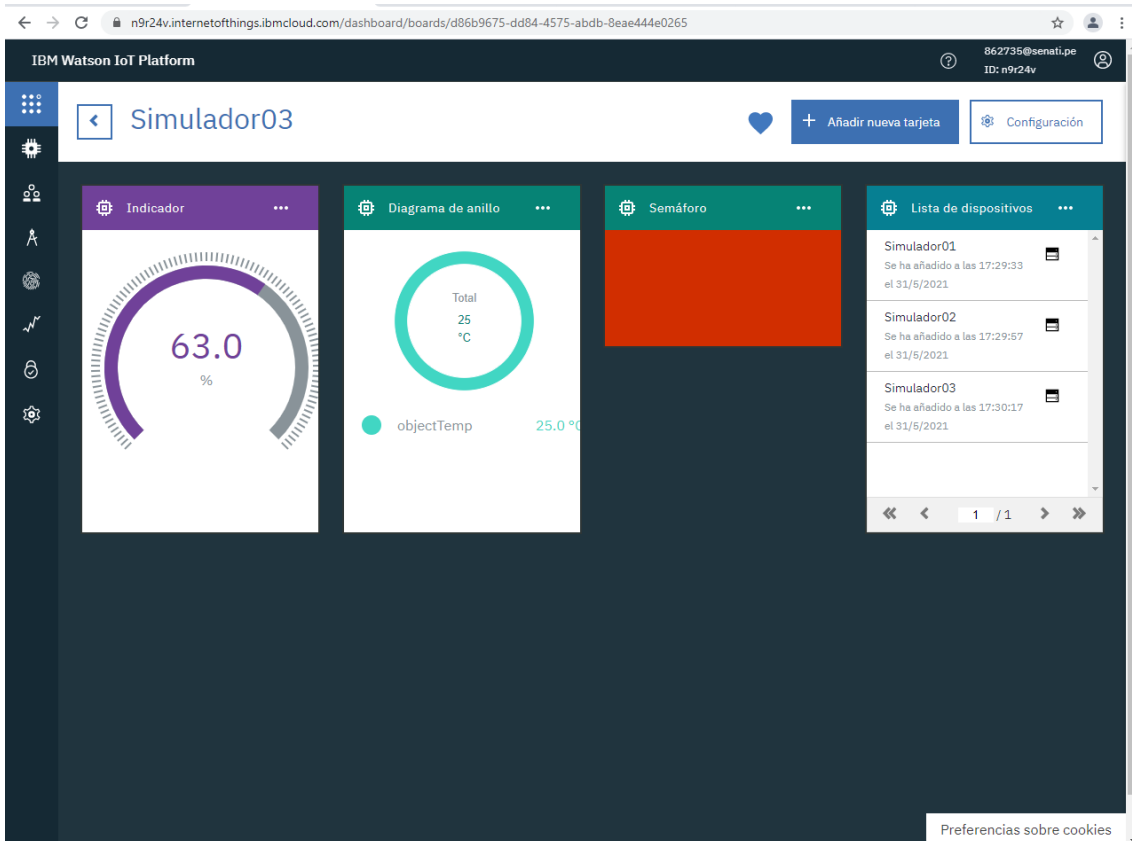 n9r24v.internetofthings.ibmcloud.com/dashboard/boards/d86b9675-dd84-4575-abdb-8eae444e0265
IBM Watson IoT Platform
862735@senati.pe
ID: n9r24v
Simulador03
+ Añadir nueva tarjeta
Configuración
Indicador
63.0
%
Diagrama de anillo
Total
25
°C
objectTemp 25.0 °C
Semáforo
Lista de dispositivos
Simulador01
Se ha añadido a las 17:29:33
el 31/5/2021
Simulador02
Se ha añadido a las 17:29:57
el 31/5/2021
Simulador03
Se ha añadido a las 17:30:17
el 31/5/2021
1 / 1
Preferencias sobre cookies